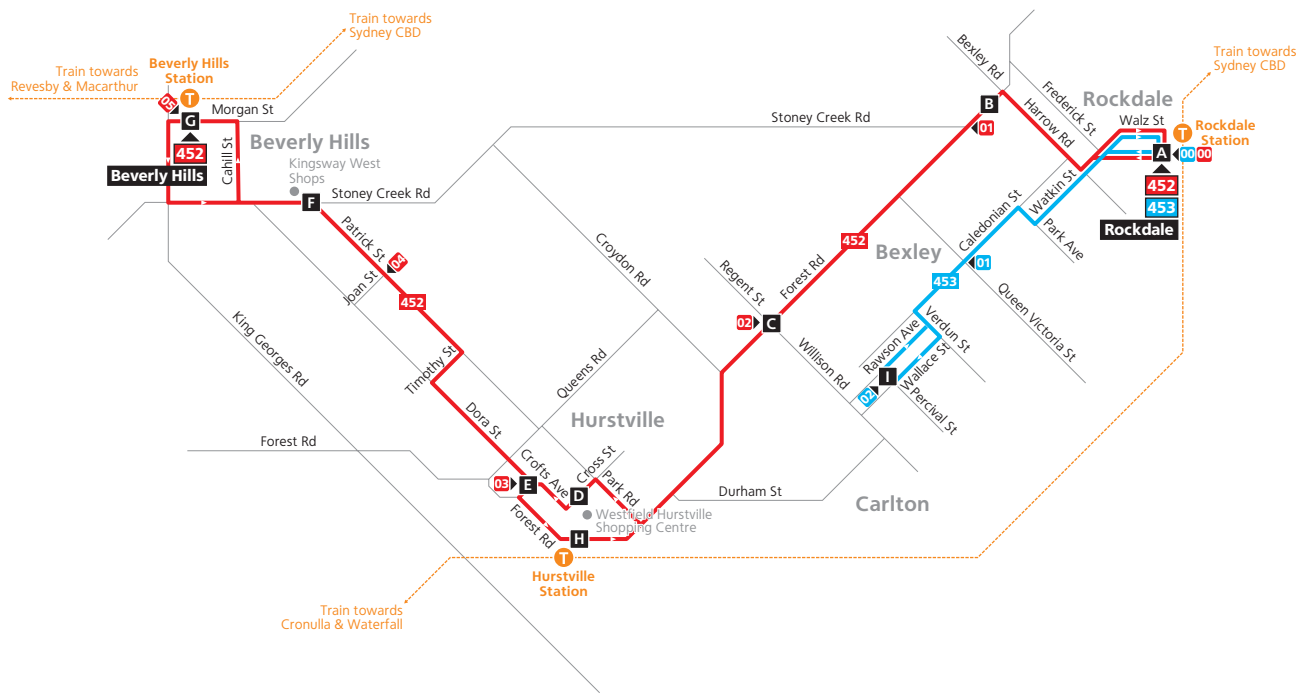 Train towards
Sydney CBD
Beverly Hills
Station
Train towards
Revesby & Macarthur
T
05
Morgan St
G
452
Beverly Hills
Cahill St
Beverly Hills
Kingsway West
Shops
F
Stoney Creek Rd
Patrick St
04
Joan St
452
King Georges Rd
Timothy St
Dora St
Forest Rd
Queens Rd
Croydon Rd
Hurstville
03
E
Crofts Ave
D
Cross St
Park Rd
Westfield Hurstville
Shopping Centre
Forest Rd
H
T
Hurstville
Station
Train towards
Cronulla & Waterfall
Durham St
Carlton
Stoney Creek Rd
Bexley Rd
B
01
Harrow Rd
Frederick St
Rockdale
Walz St
Train towards
Sydney CBD
T
Rockdale
Station
A
00
00
452
453
Rockdale
Watkin St
Park Ave
Caledonian St
Bexley
01
453
Queen Victoria St
452
Forest Rd
Regent St
02
C
Willison Rd
Rawson Ave
Verdun St
Wallace St
I
02
Percival St